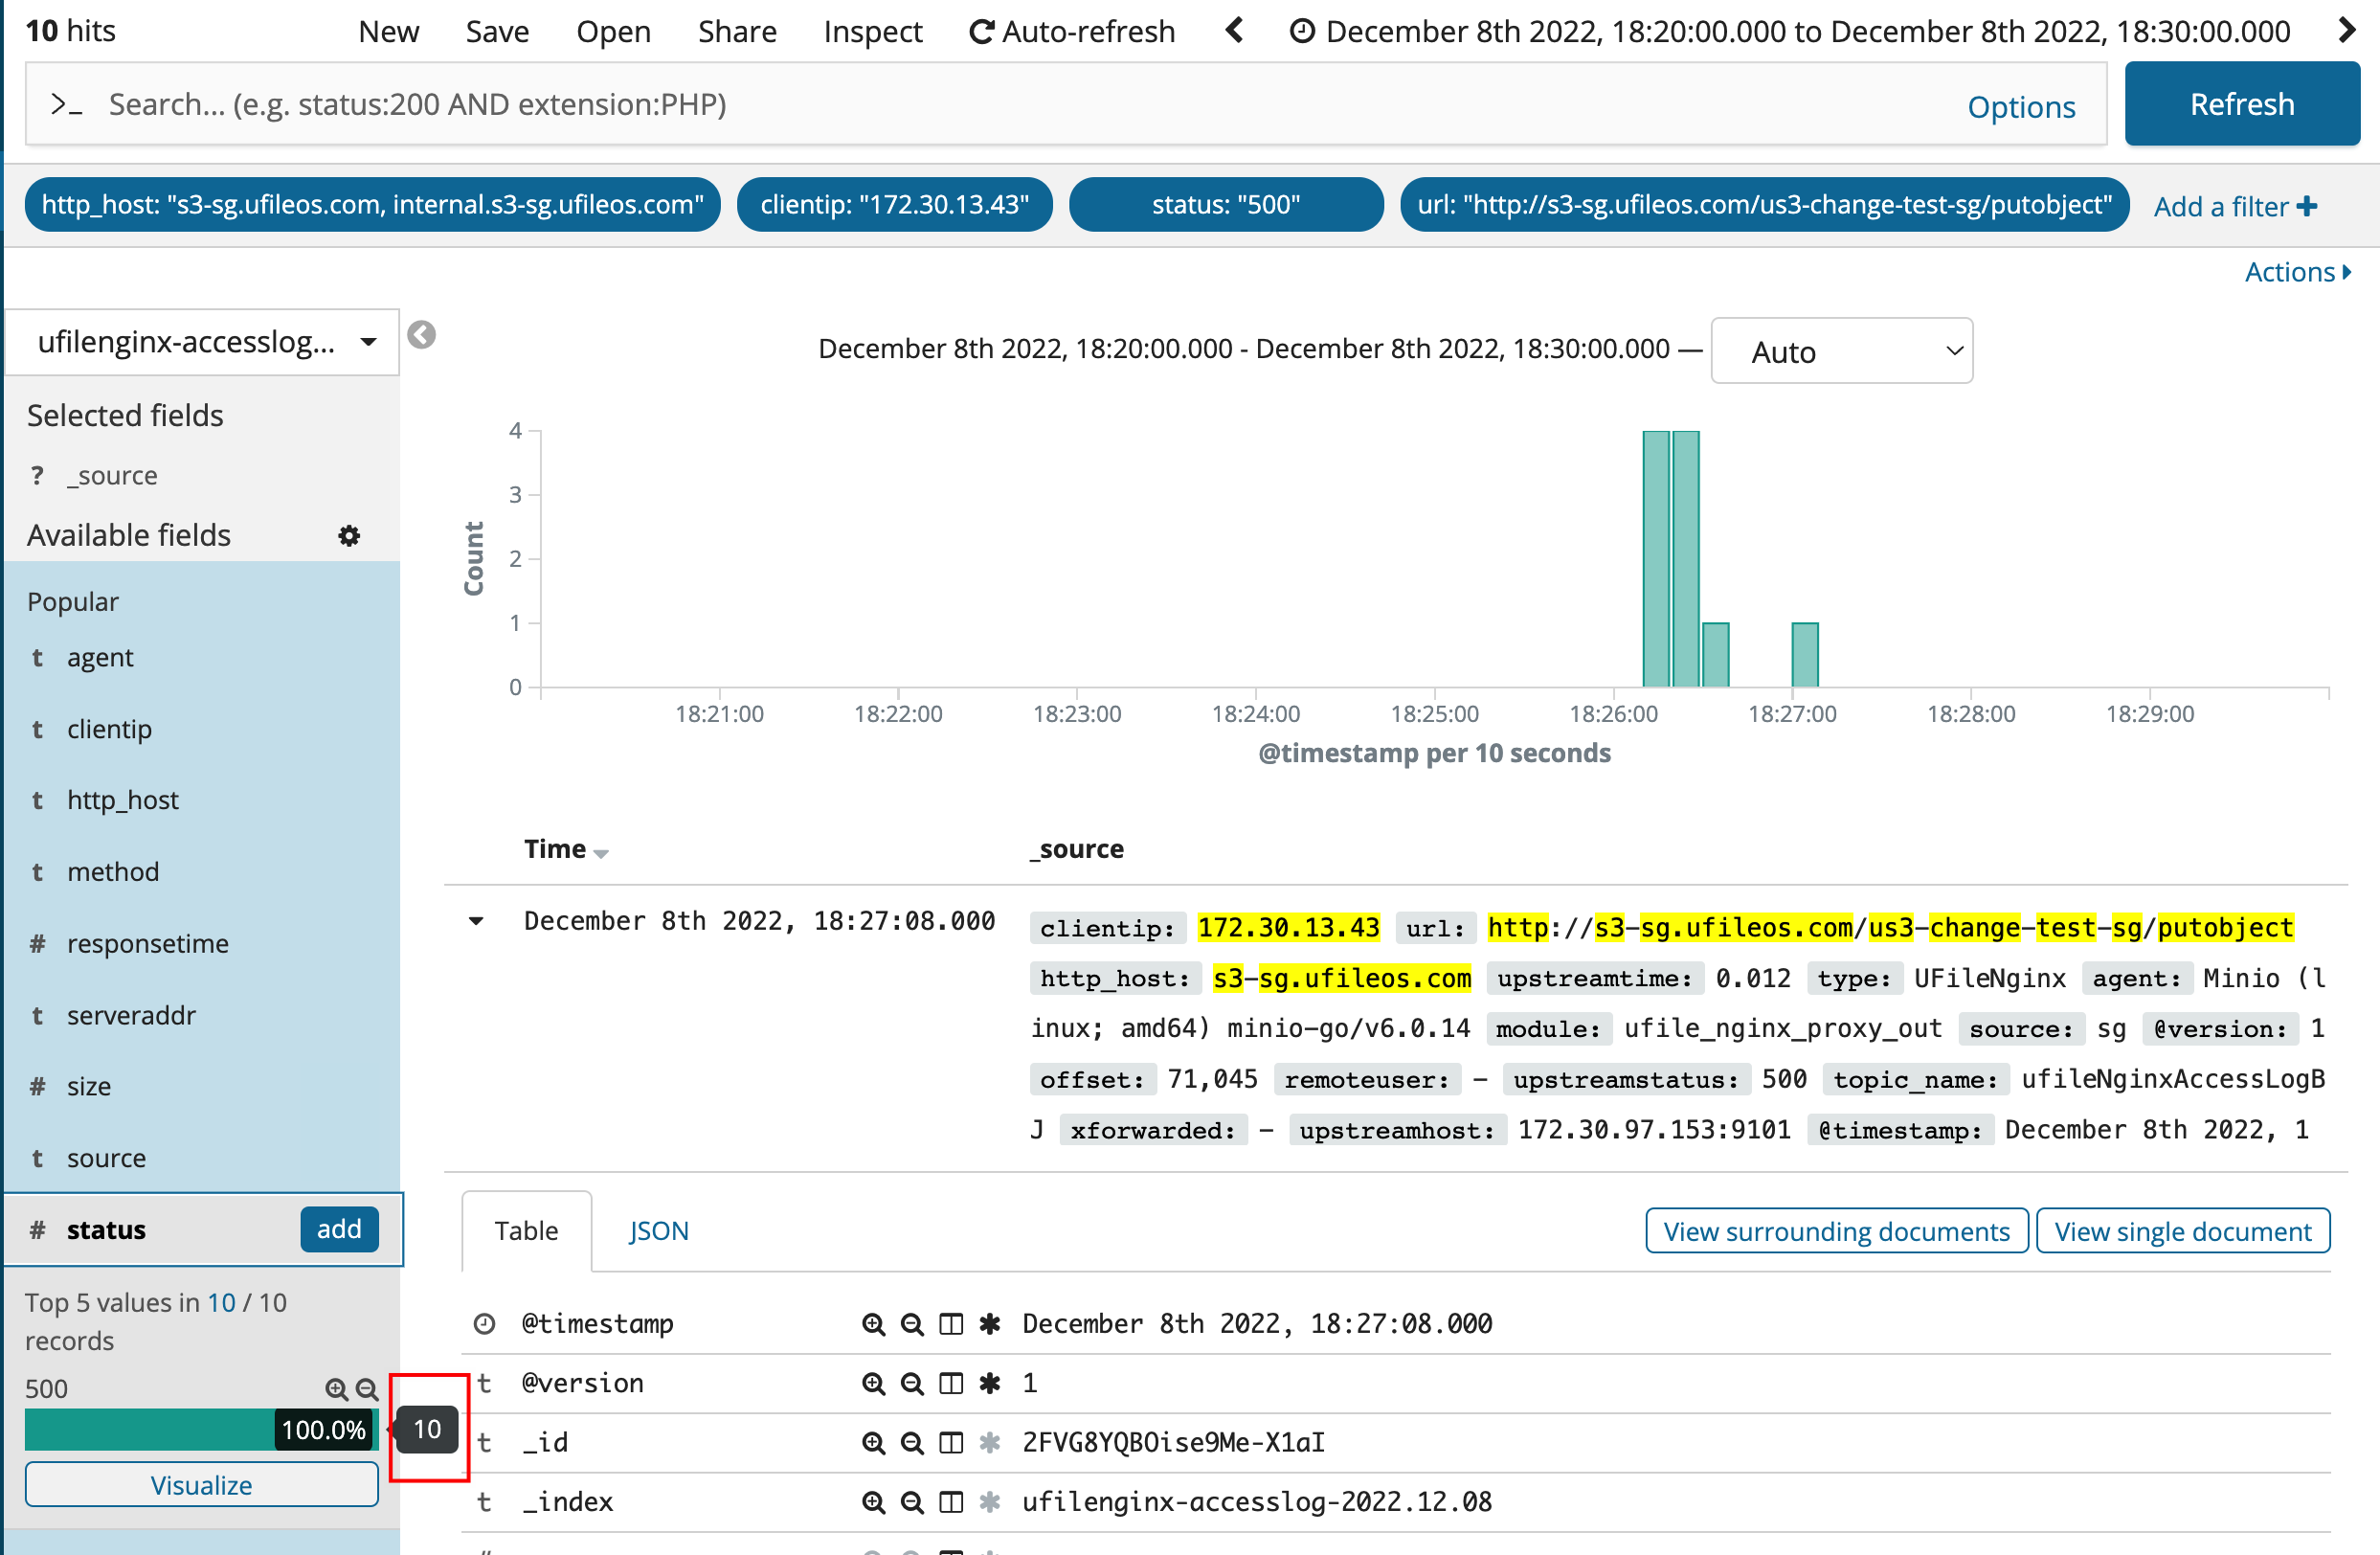 10 hits New Save Open Share Inspect Auto-refresh December 8th 2022, 18:20:00.000 to December 8th 2022, 18:30:00.000
>_ Search... (e.g. status:200 AND extension:PHP) Options Refresh
http_host: "s3-sg.ufileos.com, internal.s3-sg.ufileos.com" clientip: "172.30.13.43" status: "500" url: "http://s3-sg.ufileos.com/us3-change-test-sg/putobject" Add a filter +
Actions
ufilenginx-accesslog...
December 8th 2022, 18:20:00.000 - December 8th 2022, 18:30:00.000 — Auto
Selected fields
? _source
Available fields
Popular
t agent
t clientip
t http_host
t method
# responsetime
t serveraddr
# size
t source
# status add
Top 5 values in 10 / 10
records
500
100.0%
10
Visualize
Count
4
3
2
1
0
18:21:00 18:22:00 18:23:00 18:24:00 18:25:00 18:26:00 18:27:00 18:28:00 18:29:00
@timestamp per 10 seconds
Time _source
December 8th 2022, 18:27:08.000 clientip: 172.30.13.43 url: http://s3-sg.ufileos.com/us3-change-test-sg/putobject
http_host: s3-sg.ufileos.com upstreamtime: 0.012 type: UFileNginx agent: Minio (l
inux; amd64) minio-go/v6.0.14 module: ufile_nginx_proxy_out source: sg @version: 1
offset: 71,045 remoteuser: - upstreamstatus: 500 topic_name: ufileNginxAccessLogB
J xforwarded: - upstreamhost: 172.30.97.153:9101 @timestamp: December 8th 2022, 1
Table JSON View surrounding documents View single document
@timestamp December 8th 2022, 18:27:08.000
t @version 1
t _id 2FVG8YQBOise9Me-X1aI
t _index ufilenginx-accesslog-2022.12.08